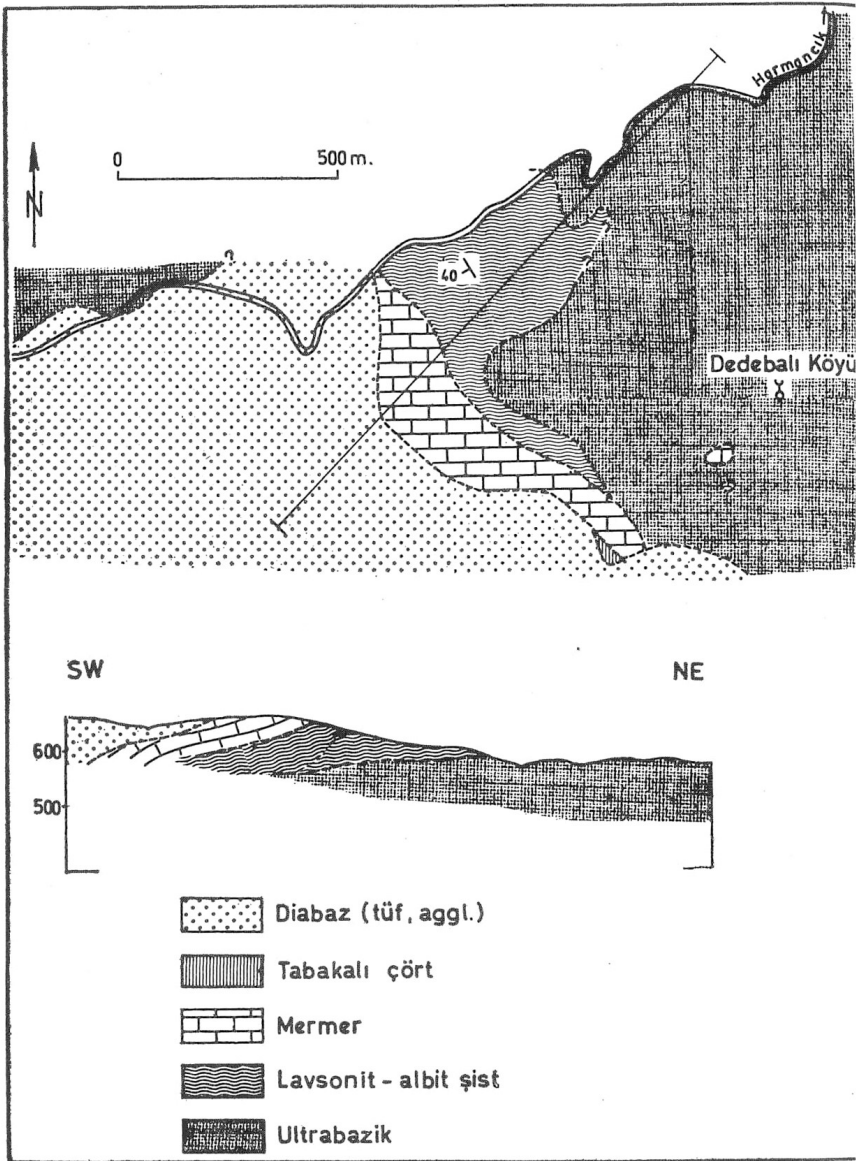 Harmancık
0 500 m.
N
40
Dedebalı Köyü
SW NE
600
500
Diabaz (tüf, aggl.)
Tabakalı çört
Mermer
Lavsonit - albit şist
Ultrabazik